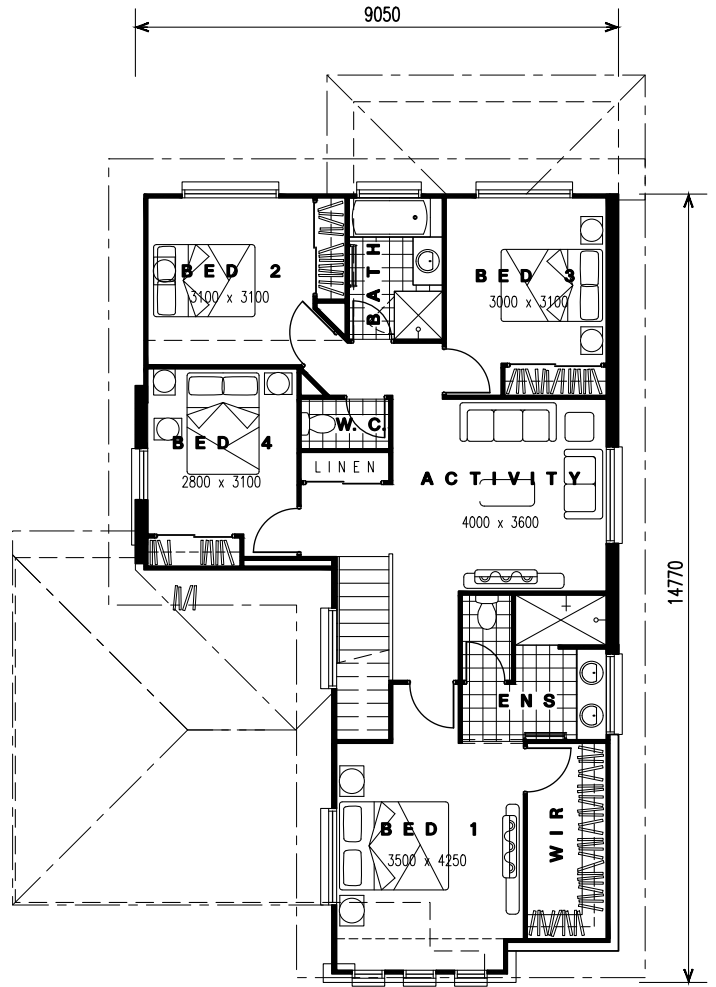 9050
BED 2
3100 x 3100
BATH
BED 3
3000 x 3100
W.C.
BED 4
2800 x 3100
LINEN
ACTIVITY
4000 x 3600
14770
ENS
BED 1
3500 x 4250
WIR